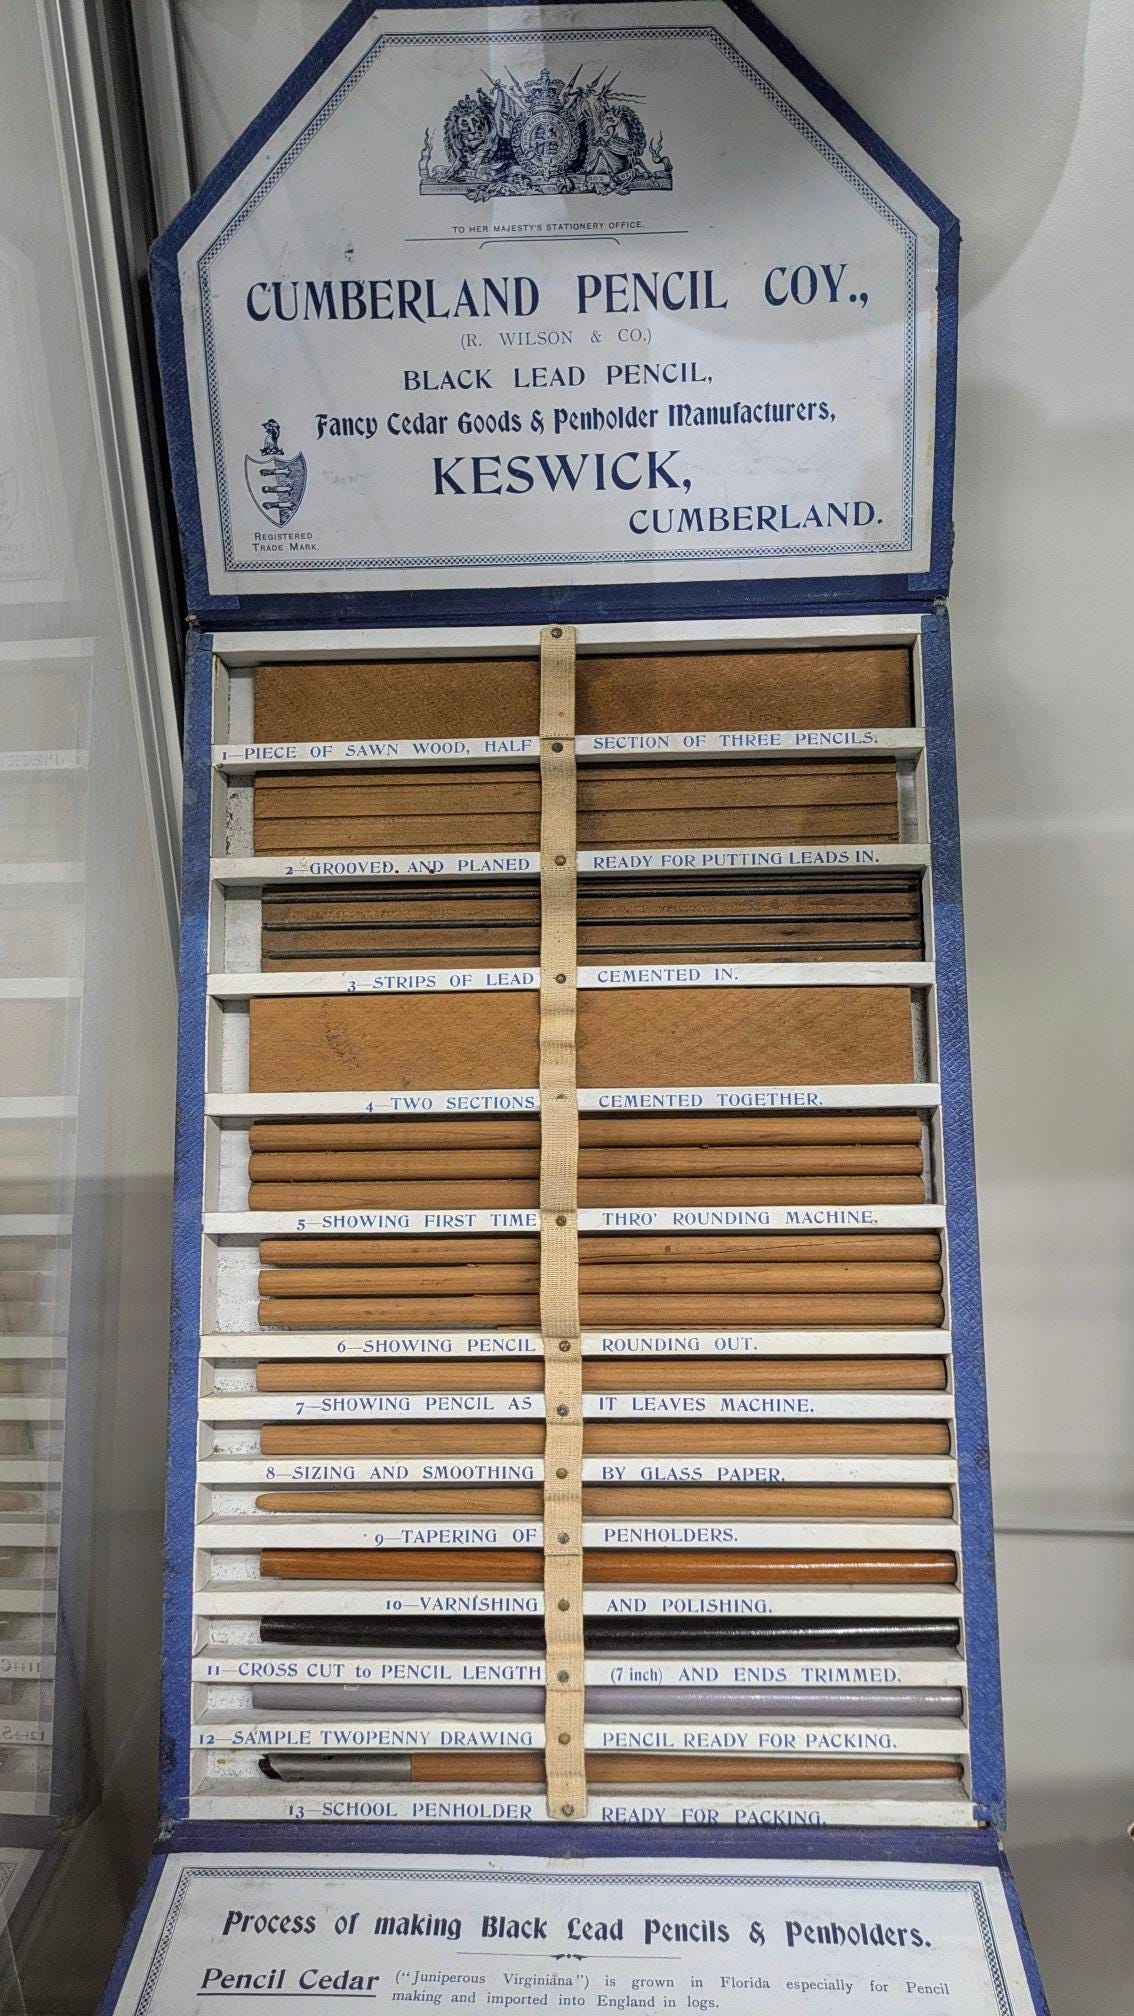 TO HER MAJESTY'S STATIONERY OFFICE.
CUMBERLAND PENCIL COY.,
(R. WILSON & CO.)
BLACK LEAD PENCIL,
Fancy Cedar Goods & Penholder Manufacturers,
KESWICK,
CUMBERLAND.
REGISTERED
TRADE MARK.
1—PIECE OF SAWN WOOD, HALF SECTION OF THREE PENCILS.
2—GROOVED AND PLANED READY FOR PUTTING LEADS IN.
3—STRIPS OF LEAD CEMENTED IN.
4—TWO SECTIONS CEMENTED TOGETHER.
5—SHOWING FIRST TIME THRO' ROUNDING MACHINE.
6—SHOWING PENCIL ROUNDING OUT.
7—SHOWING PENCIL AS IT LEAVES MACHINE.
8—SIZING AND SMOOTHING BY GLASS PAPER.
9—TAPERING OF PENHOLDERS.
10—VARNISHING AND POLISHING.
11—CROSS CUT to PENCIL LENGTH (7 inch) AND ENDS TRIMMED.
12—SAMPLE TWOPENNY DRAWING PENCIL READY FOR PACKING.
13—SCHOOL PENHOLDER READY FOR PACKING.
Process of making Black Lead Pencils & Penholders.
Pencil Cedar ("Juniperous Virginiana") is grown in Florida especially for Pencil
making and imported into England in logs.